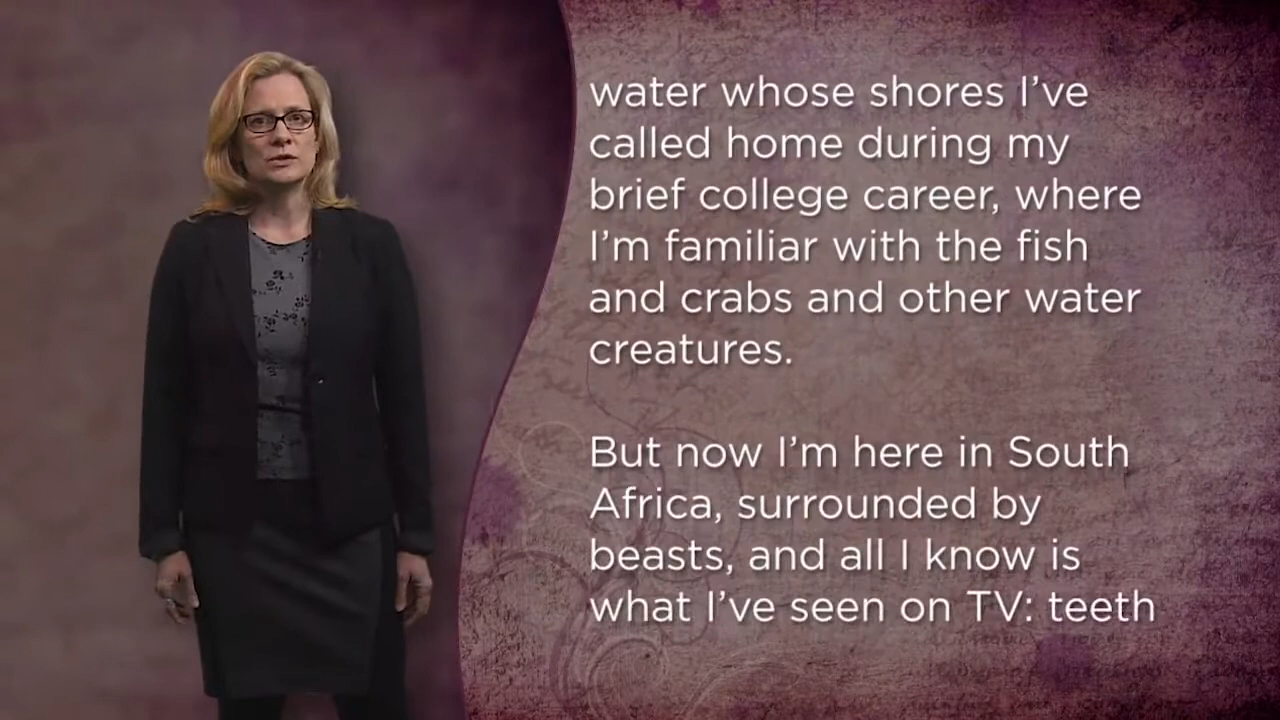 water whose shores I’ve
called home during my
brief college career, where
I’m familiar with the fish
and crabs and other water
creatures.
But now I’m here in South
Africa, surrounded by
beasts, and all I know is
what I’ve seen on TV: teeth